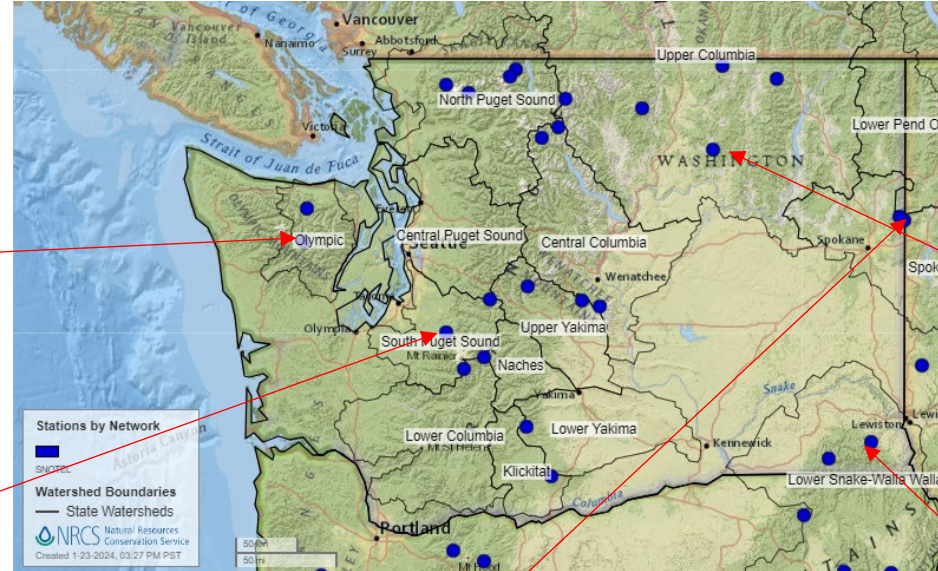 Vancouver
Vancouver
Island
Strait of Georgia
Nanaimo
Abbotsford
Surrey
Upper Columbia
North Puget Sound
Lower Pend O
Victoria
Strait of Juan de Fuca
WASHINGTON
Everett
Olympic
Central Puget Sound
Seattle
Central Columbia
Spokane
Spok
Wenatchee
Tacoma
Olympia
South Puget Sound
Upper Yakima
Mt Rainier
Naches
Snake
Yakima
Lower Columbia
Lower Yakima
Lewiston
Lewi
Mt St Helens
Kennewick
Klickitat
Lower Snake-Walla Walla
Columbia
Astoria Canyon
Portland
Mt Hood
Stations by Network
SNOTEL
Watershed Boundaries
State Watersheds
NRCS Natural Resources
Conservation Service
Created 1-23-2024, 03:27 PM PST
50 km
50 mi